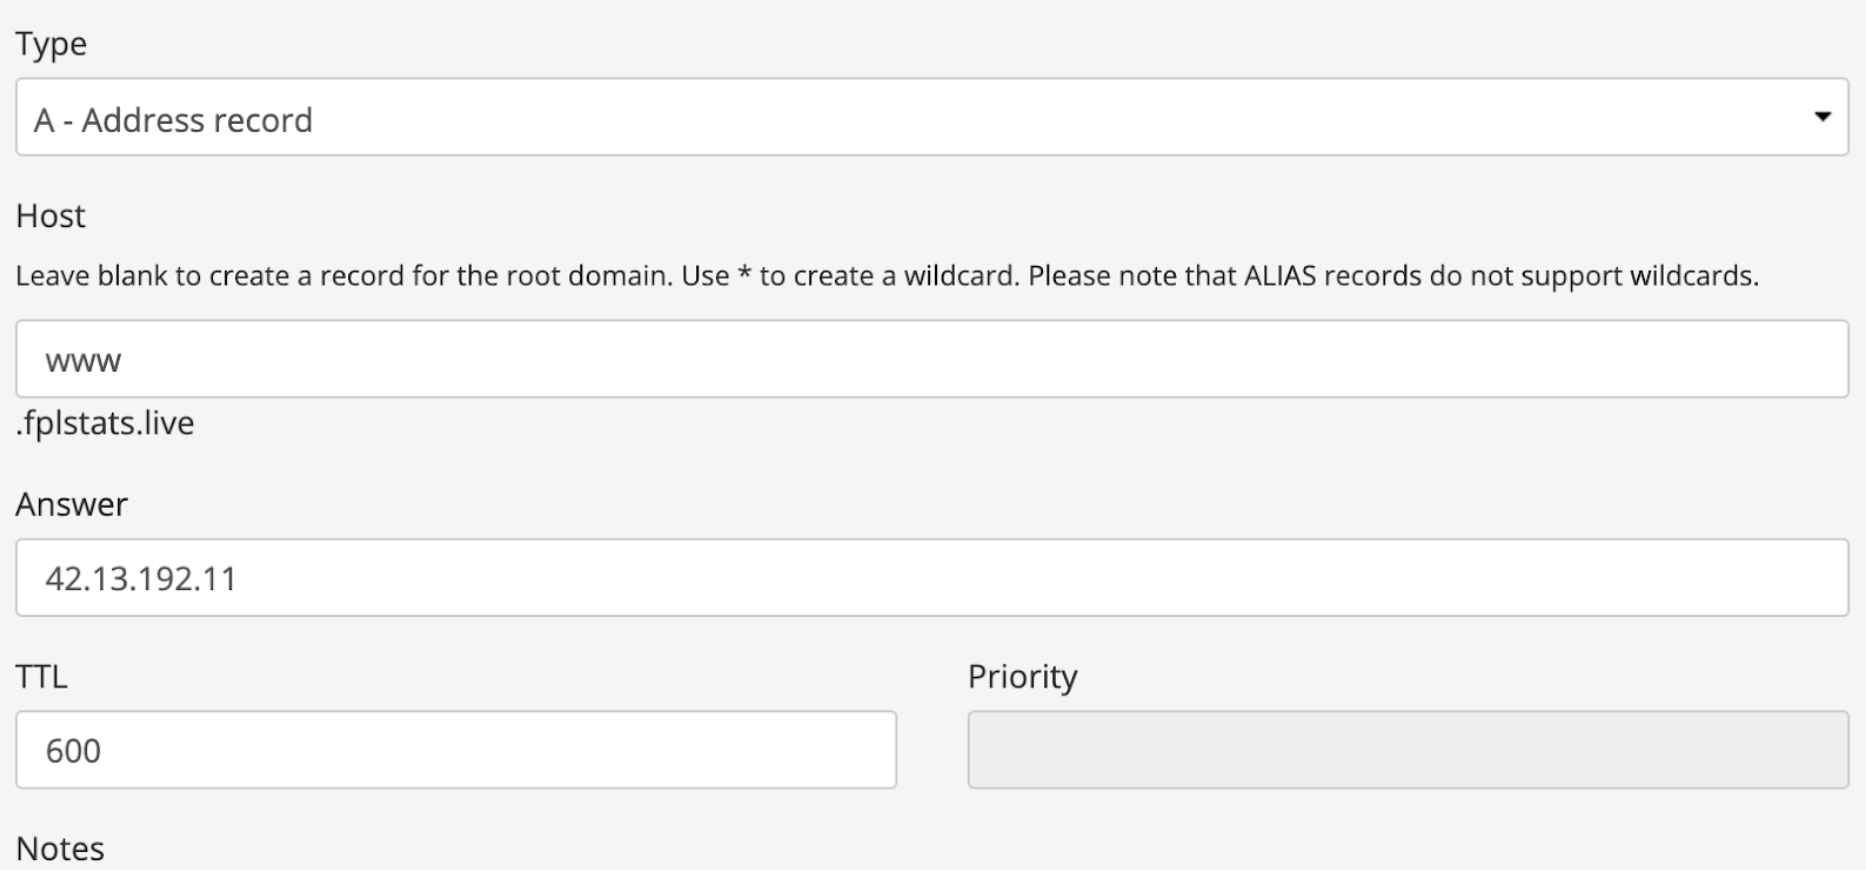 Type
A - Address record
Host
Leave blank to create a record for the root domain. Use * to create a wildcard. Please note that ALIAS records do not support wildcards.
www
.fplstats.live
Answer
42.13.192.11
TTL
Priority
600
Notes